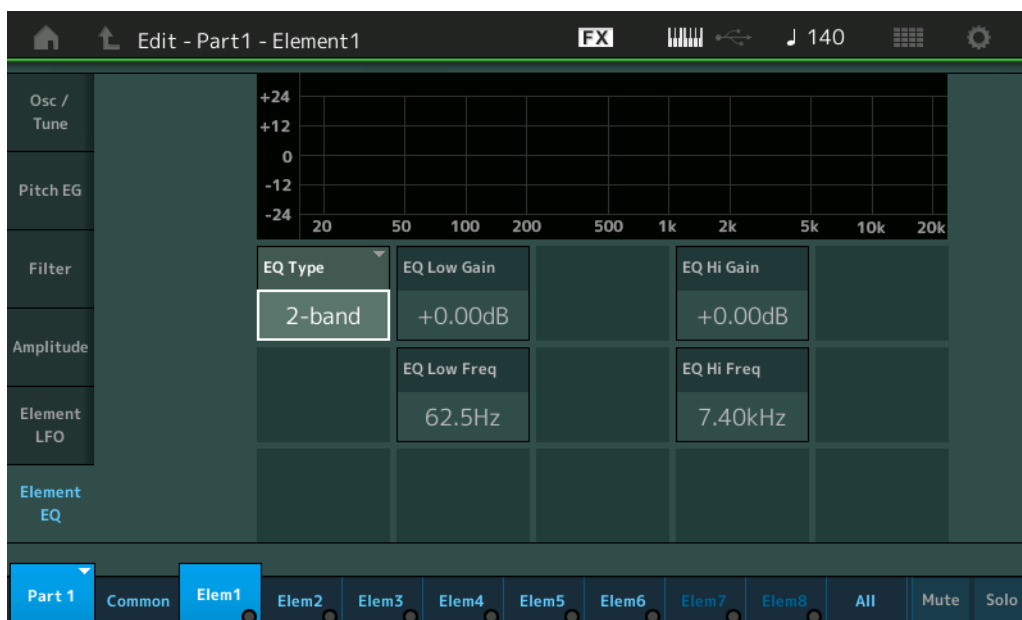 Edit - Part1 - Element1 FX 140
Osc /
Tune
Pitch EG
Filter
Amplitude
Element
LFO
Element
EQ
+24
+12
0
-12
-24
20 50 100 200 500 1k 2k 5k 10k 20k
EQ Type EQ Low Gain EQ Hi Gain
2-band +0.00dB +0.00dB
EQ Low Freq EQ Hi Freq
62.5Hz 7.40kHz
Part 1 Common Elem1 Elem2 Elem3 Elem4 Elem5 Elem6 Elem7 Elem8 All Mute Solo